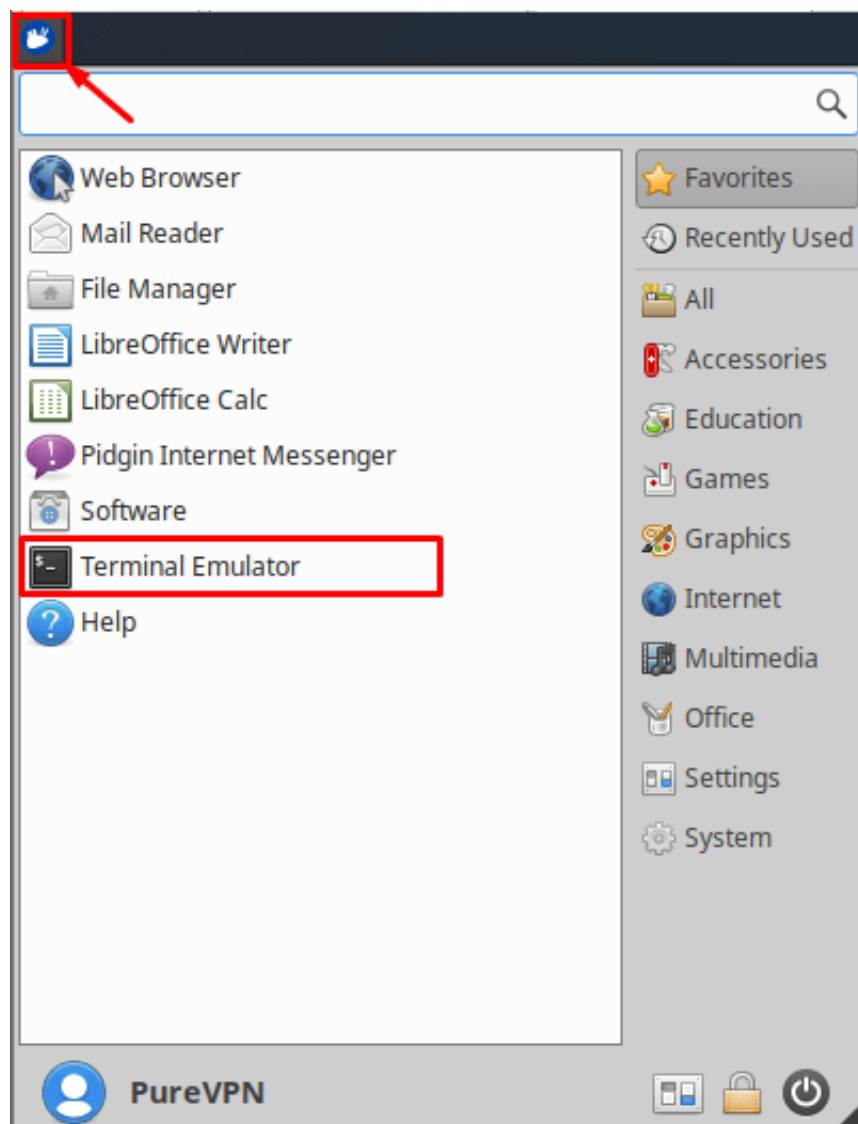 Web Browser
Mail Reader
File Manager
LibreOffice Writer
LibreOffice Calc
Pidgin Internet Messenger
Software
$_
Terminal Emulator
?
Help
Favorites
Recently Used
All
Accessories
Education
Games
Graphics
Internet
Multimedia
Office
Settings
System
PureVPN